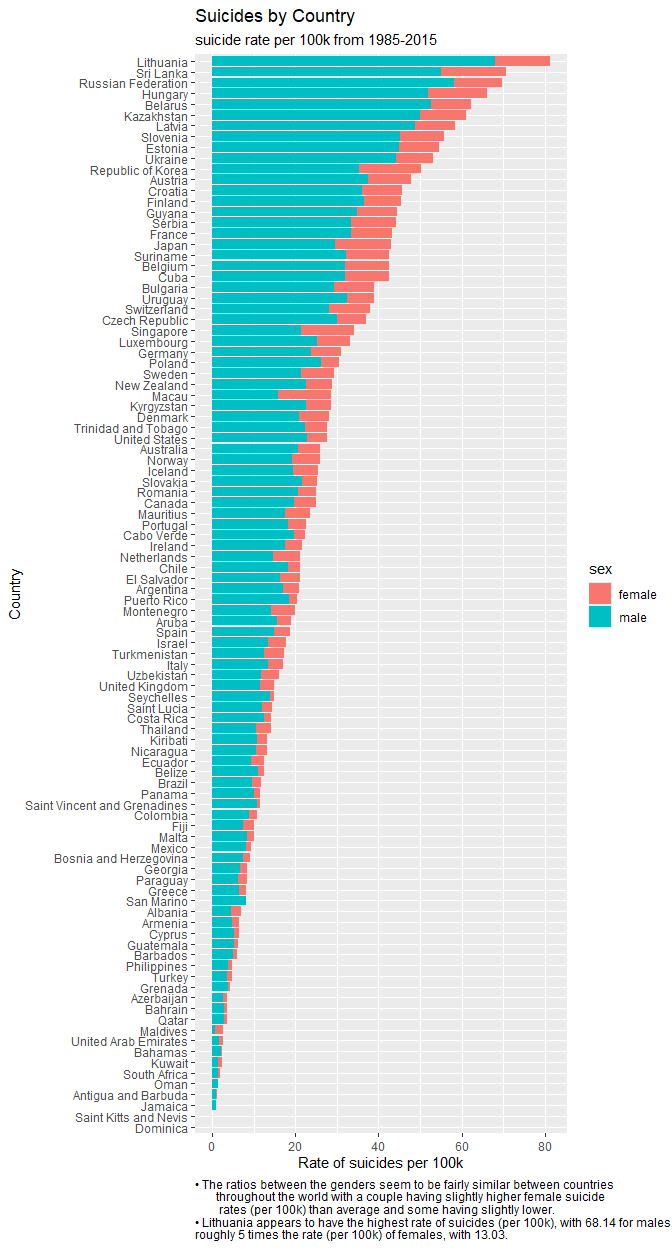 Suicides by Country
suicide rate per 100k from 1985-2015
Lithuania
Sri Lanka
Russian Federation
Hungary
Belarus
Kazakhstan
Latvia
Slovenia
Estonia
Ukraine
Republic of Korea
Austria
Croatia
Finland
Guyana
Serbia
France
Japan
Suriname
Belgium
Cuba
Bulgaria
Uruguay
Switzerland
Czech Republic
Singapore
Luxembourg
Germany
Poland
Sweden
New Zealand
Macau
Kyrgyzstan
Denmark
Trinidad and Tobago
United States
Australia
Norway
Iceland
Slovakia
Romania
Canada
Mauritius
Portugal
Cabo Verde
Ireland
Netherlands
Chile
El Salvador
Argentina
Puerto Rico
Montenegro
Aruba
Spain
Israel
Turkmenistan
Italy
Uzbekistan
United Kingdom
Seychelles
Saint Lucia
Costa Rica
Thailand
Kiribati
Nicaragua
Ecuador
Belize
Brazil
Panama
Saint Vincent and Grenadines
Colombia
Fiji
Malta
Mexico
Bosnia and Herzegovina
Georgia
Paraguay
Greece
San Marino
Albania
Armenia
Cyprus
Guatemala
Barbados
Philippines
Turkey
Grenada
Azerbaijan
Bahrain
Qatar
Maldives
United Arab Emirates
Bahamas
Kuwait
South Africa
Oman
Antigua and Barbuda
Jamaica
Saint Kitts and Nevis
Dominica
Country
0 20 40 60 80
Rate of suicides per 100k
sex
female
male
• The ratios between the genders seem to be fairly similar between countries
throughout the world with a couple having slightly higher female suicide
rates (per 100k) than average and some having slightly lower.
• Lithuania appears to have the highest rate of suicides (per 100k), with 68.14 for males
roughly 5 times the rate (per 100k) of females, with 13.03.